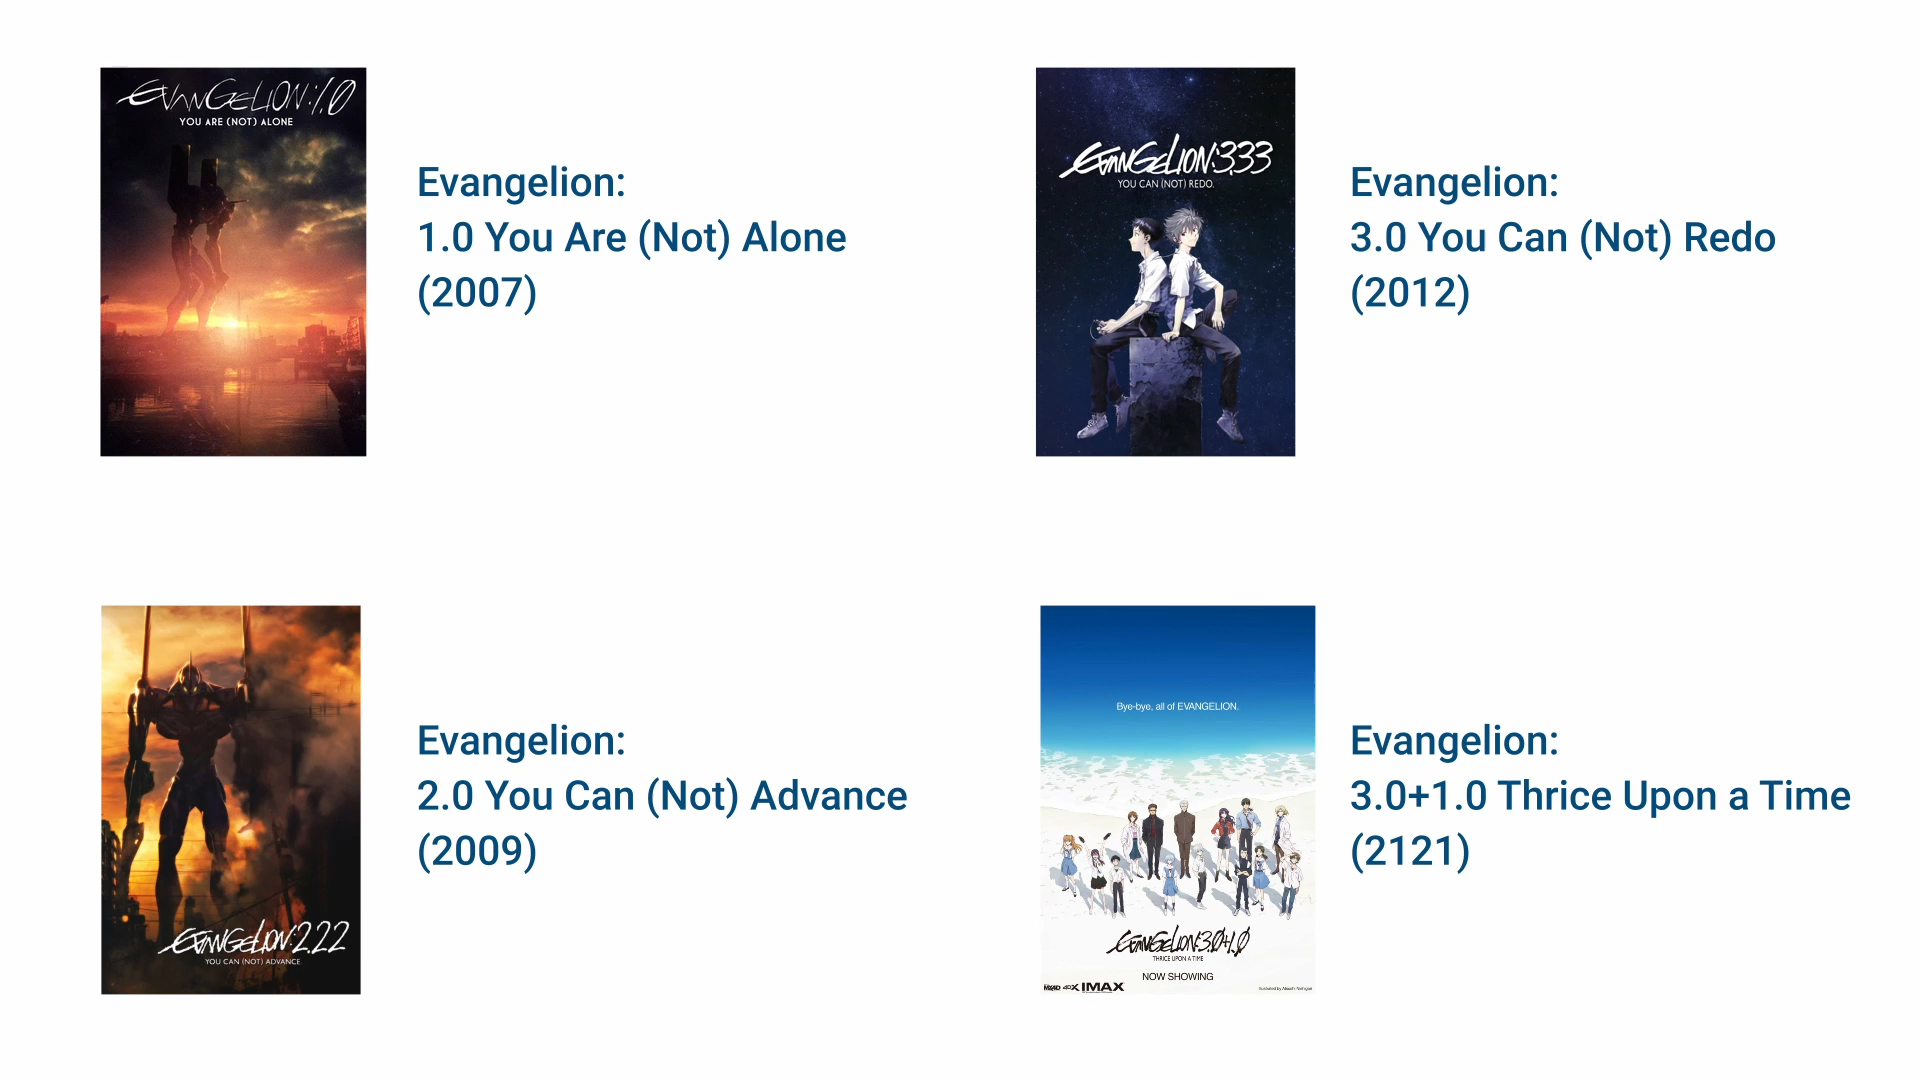 EVANGELION:1.0
YOU ARE (NOT) ALONE
Evangelion:
1.0 You Are (Not) Alone
(2007)
EVANGELION:2.22
YOU CAN (NOT) ADVANCE.
Evangelion:
2.0 You Can (Not) Advance
(2009)
EVANGELION:3.33
YOU CAN (NOT) REDO.
Evangelion:
3.0 You Can (Not) Redo
(2012)
Bye-bye, all of EVANGELION.
EVANGELION:3.0+1.0
THRICE UPON A TIME
NOW SHOWING
IMAX
Evangelion:
3.0+1.0 Thrice Upon a Time
(2121)